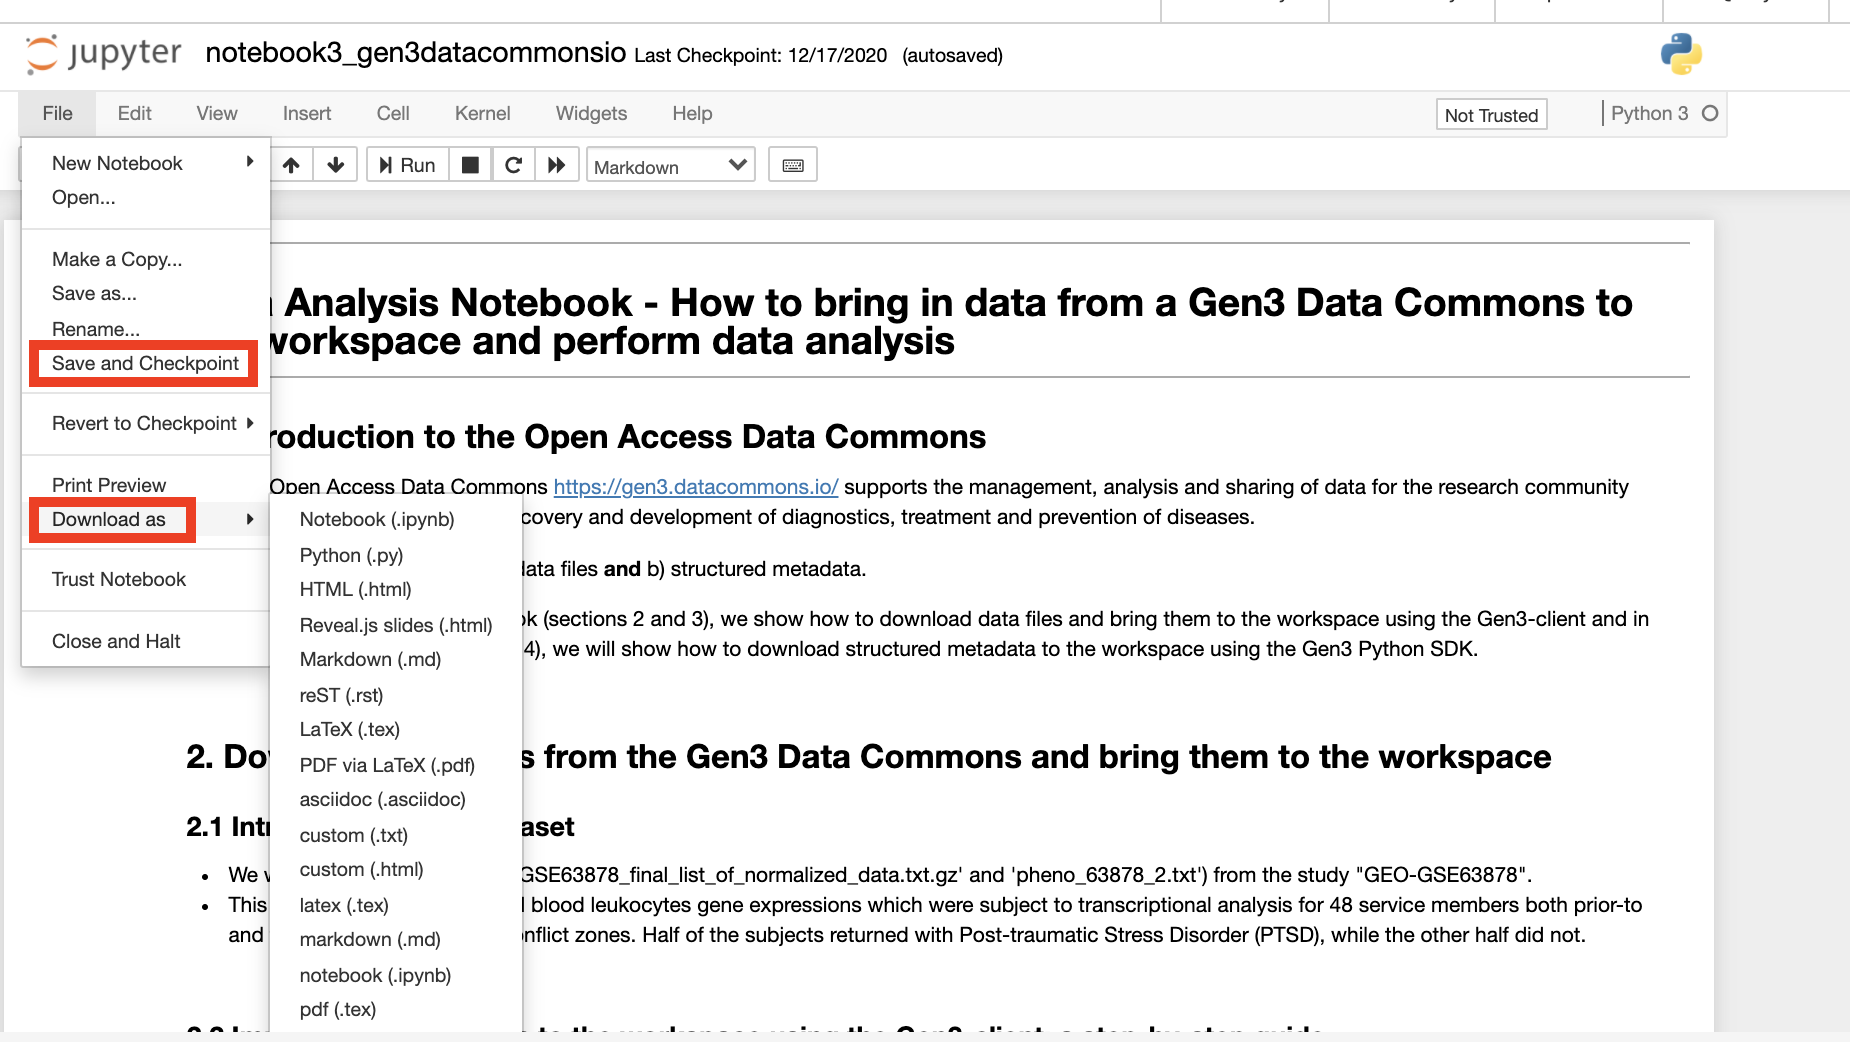 jupyter notebook3_gen3datacommonsio Last Checkpoint: 12/17/2020 (autosaved)
File Edit View Insert Cell Kernel Widgets Help Not Trusted Python 3
Run Markdown
New Notebook
Open...
Make a Copy...
Save as...
Rename...
Save and Checkpoint
Revert to Checkpoint
Print Preview
Download as
Trust Notebook
Close and Halt
Notebook (.ipynb)
Python (.py)
HTML (.html)
Reveal.js slides (.html)
Markdown (.md)
reST (.rst)
LaTeX (.tex)
PDF via LaTeX (.pdf)
asciidoc (.asciidoc)
custom (.txt)
custom (.html)
latex (.tex)
markdown (.md)
notebook (.ipynb)
pdf (.tex)
Analysis Notebook - How to bring in data from a Gen3 Data Commons to
workspace and perform data analysis
roduction to the Open Access Data Commons
Open Access Data Commons https://gen3.datacommons.io/ supports the management, analysis and sharing of data for the research community
covery and development of diagnostics, treatment and prevention of diseases.
data files and b) structured metadata.
ok (sections 2 and 3), we show how to download data files and bring them to the workspace using the Gen3-client and in
4), we will show how to download structured metadata to the workspace using the Gen3 Python SDK.
2. Do s from the Gen3 Data Commons and bring them to the workspace
2.1 Int aset
• We GSE63878_final_list_of_normalized_data.txt.gz' and 'pheno_63878_2.txt') from the study "GEO-GSE63878".
• This blood leukocytes gene expressions which were subject to transcriptional analysis for 48 service members both prior-to
and nflict zones. Half of the subjects returned with Post-traumatic Stress Disorder (PTSD), while the other half did not.
to the workspace using the Gen3-client, a step-by-step guide